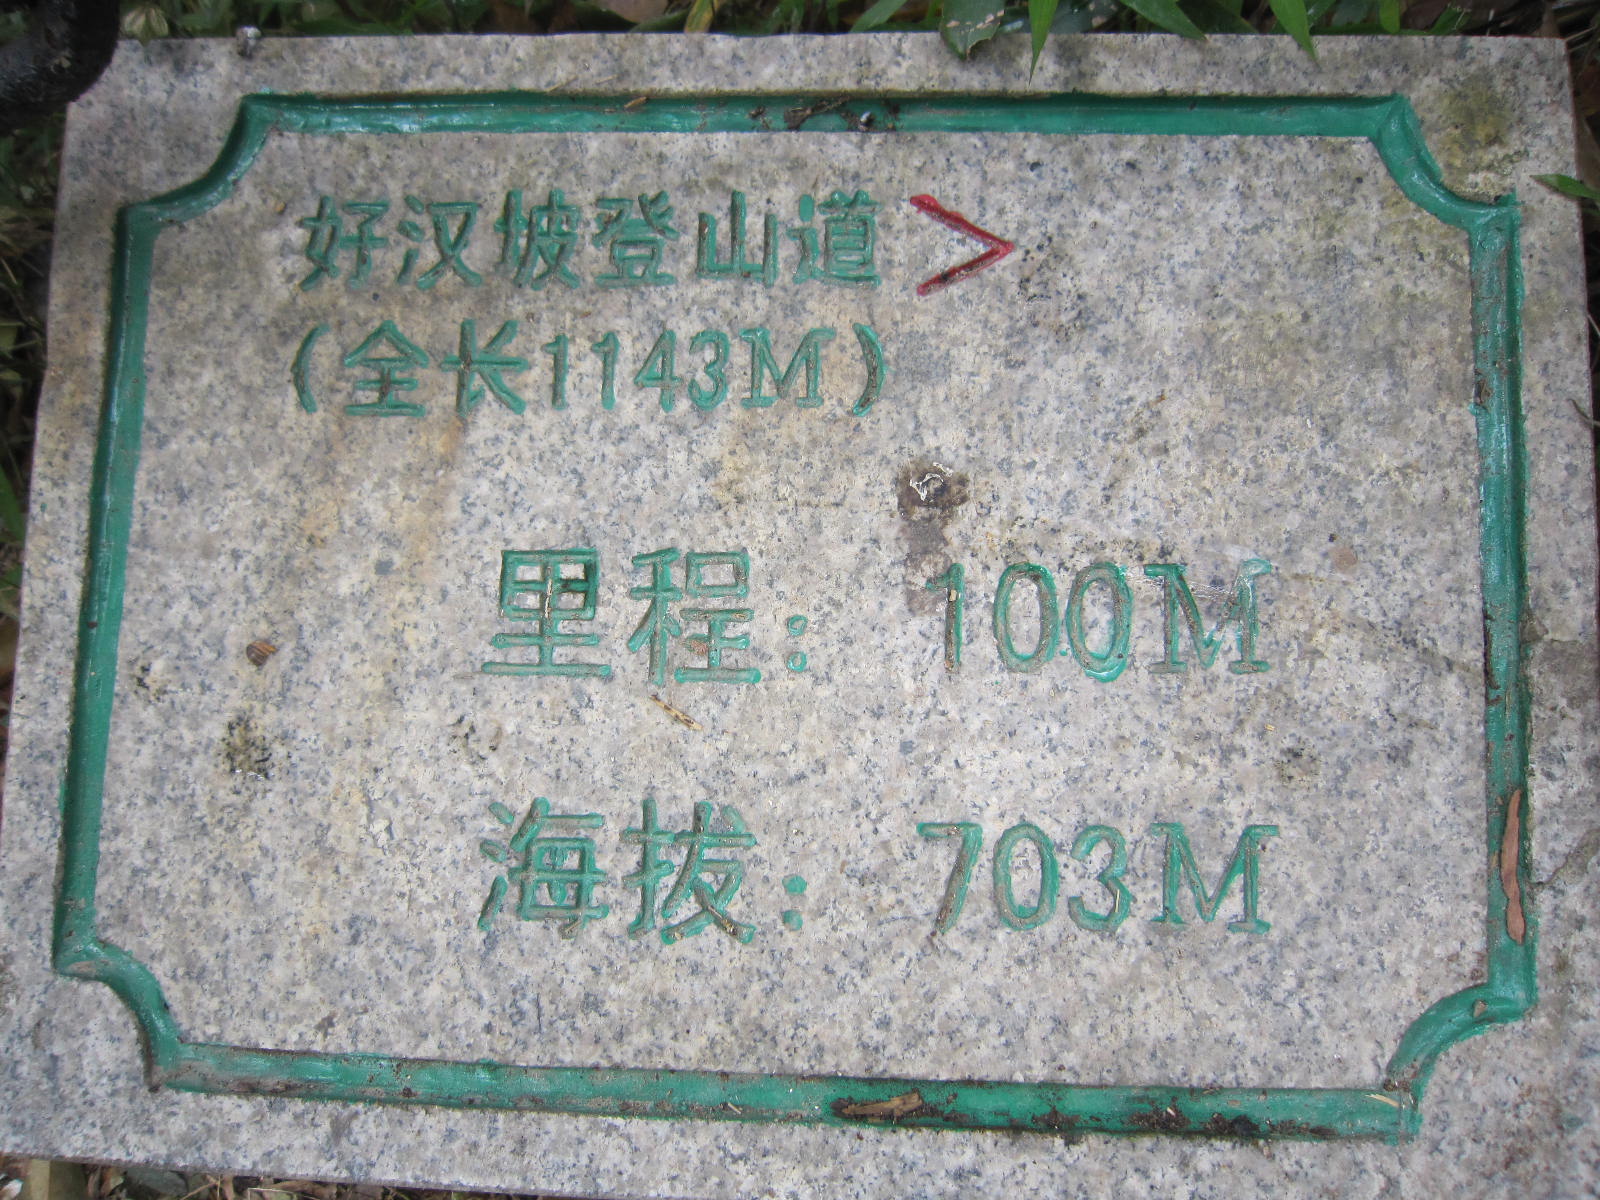 好汉坡登山道 >
(全长1143M)
里程: 100M
海拔: 703M